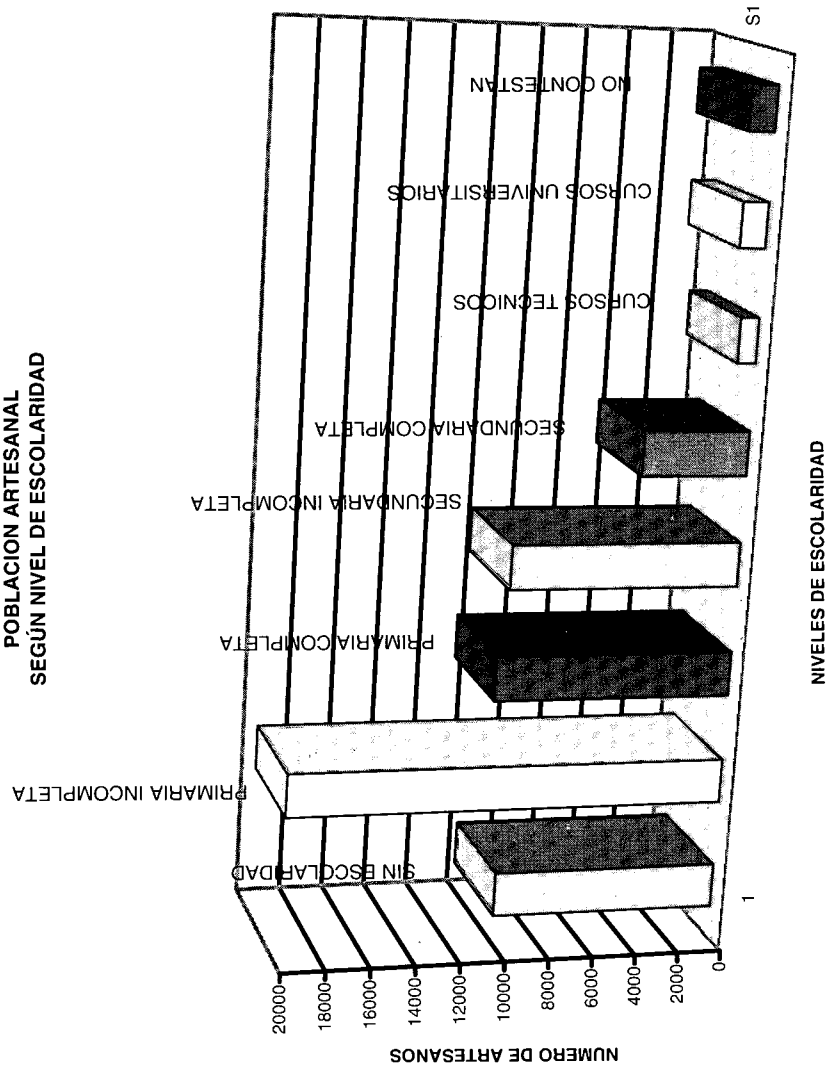 POBLACION ARTESANAL
SEGÚN NIVEL DE ESCOLARIDAD
NUMERO DE ARTESANOS
20000
18000
16000
14000
12000
10000
8000
6000
4000
2000
0
SIN ESCOLARIDAD
PRIMARIA INCOMPLETA
PRIMARIA COMPLETA
SECUNDARIA INCOMPLETA
SECUNDARIA COMPLETA
CURSOS TECNICOS
CURSOS UNIVERSITARIOS
NO CONTESTAN
1
S1
NIVELES DE ESCOLARIDAD